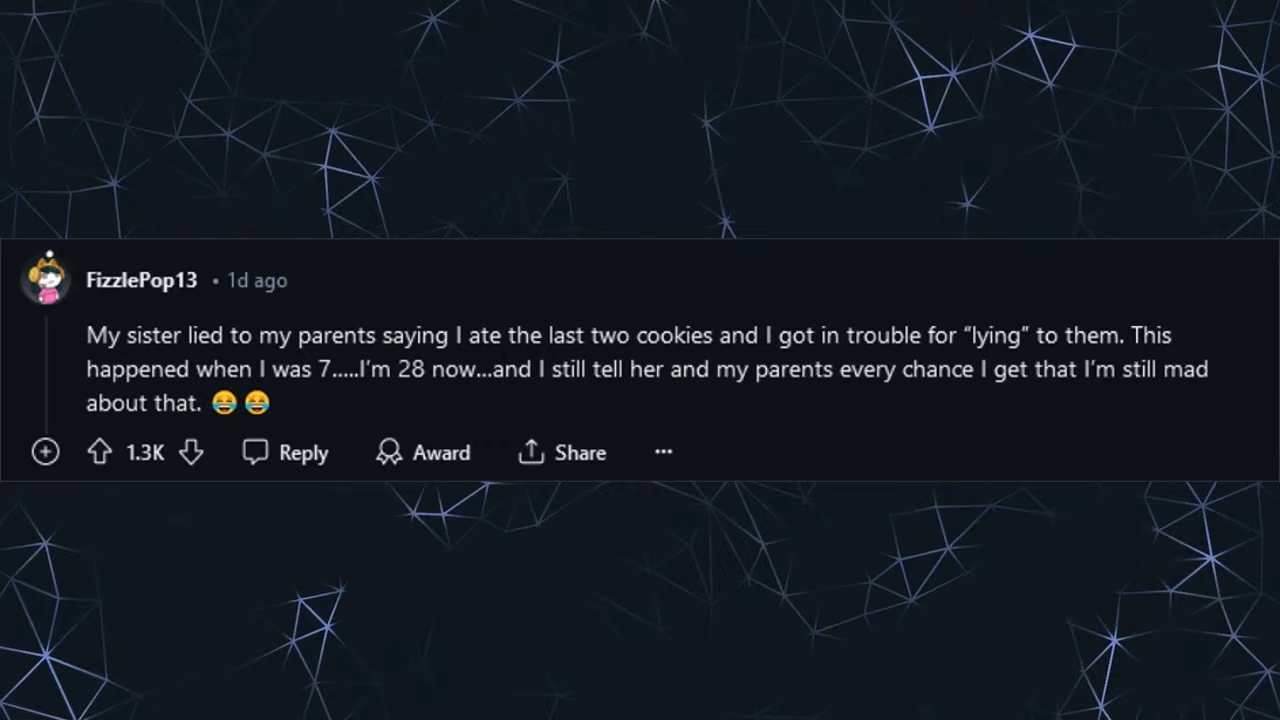 FizzlePop13 • 1d ago
My sister lied to my parents saying I ate the last two cookies and I got in trouble for “lying” to them. This
happened when I was 7.....I’m 28 now...and I still tell her and my parents every chance I get that I’m still mad
about that. 😂 😂
1.3K Reply Award Share ...